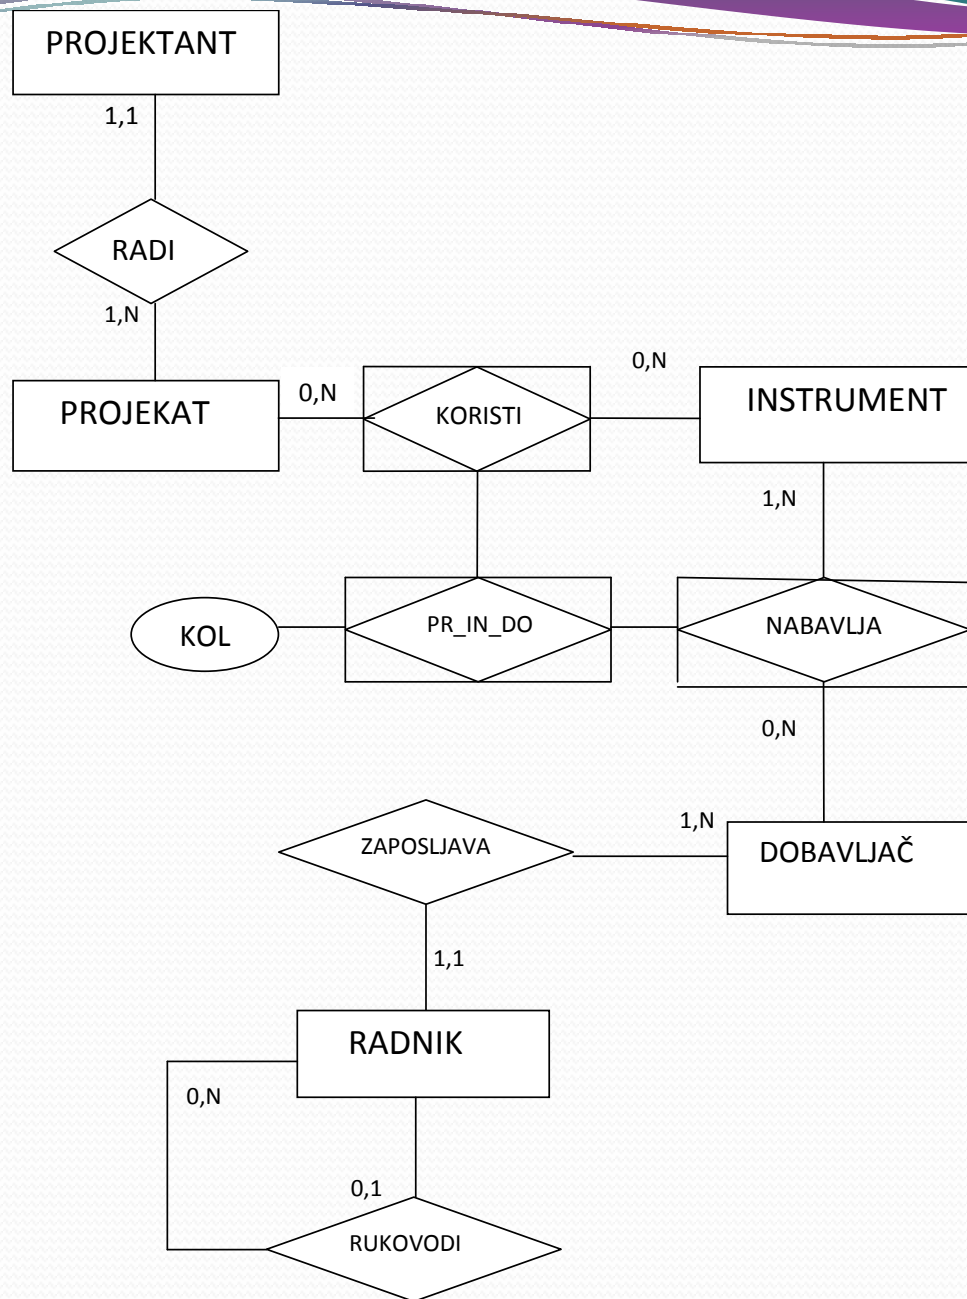 PROJEKTANT
1,1
RADI
1,N
PROJEKAT
0,N
KORISTI
0,N
INSTRUMENT
1,N
KOL
PR_IN_DO
NABAVLJA
0,N
ZAPOSLJAVA
1,N
DOBAVLJAČ
1,1
RADNIK
0,N
0,1
RUKOVODI